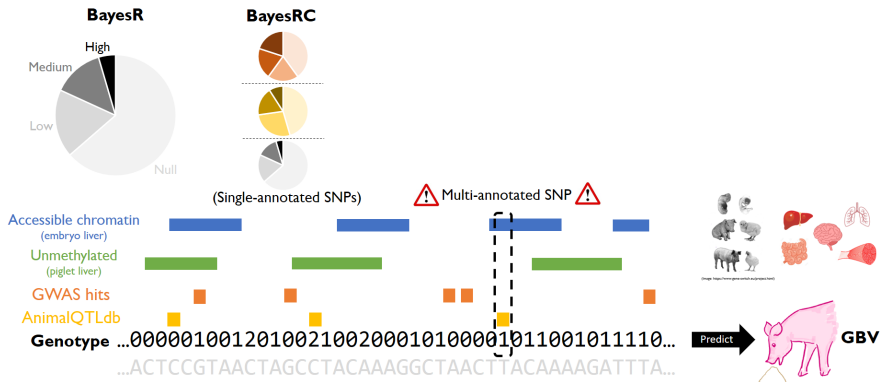 BayesR
BayesRC
High
Medium
Low
Null
(Single-annotated SNPs)
Multi-annotated SNP
Accessible chromatin
(embryo liver)
Unmethylated
(piglet liver)
GWAS hits
AnimalQTLdb
Genotype
...000001001201002100200010100001011001011110...
...ACTCCGTAACTAGCCTACAAAGGCTAACTTACAAAAGATTTA...
Predict
GBV